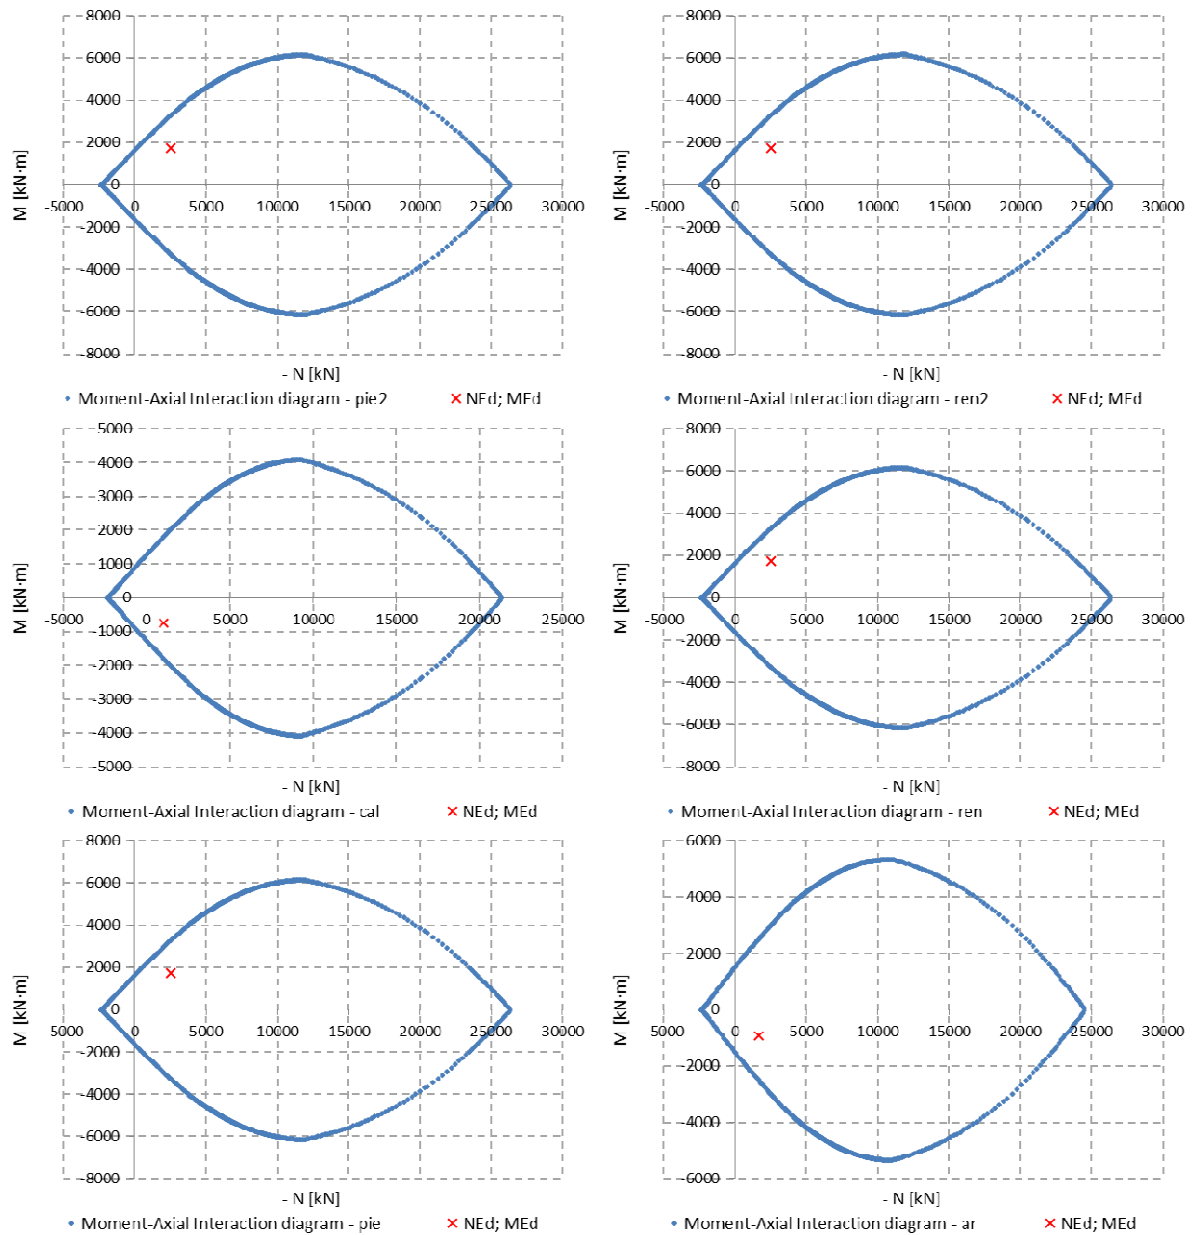 8000
6000
4000
2000
0
-5000 0 5000 10000 15000 20000 25000 30000
-2000
-4000
-6000
-8000
M [kN·m]
- N [kN]
Moment-Axial Interaction diagram - pie2 NEd; MEd
8000
6000
4000
2000
0
-5000 0 5000 10000 15000 20000 25000 30000
-2000
-4000
-6000
-8000
M [kN·m]
- N [kN]
Moment-Axial Interaction diagram - ren2 NEd; MEd
5000
4000
3000
2000
1000
0
-5000 0 5000 10000 15000 20000 25000
-1000
-2000
-3000
-4000
-5000
M [kN·m]
- N [kN]
Moment-Axial Interaction diagram - cal NEd; MEd
8000
6000
4000
2000
0
-5000 0 5000 10000 15000 20000 25000 30000
-2000
-4000
-6000
-8000
M [kN·m]
- N [kN]
Moment-Axial Interaction diagram - ren NEd; MEd
8000
6000
4000
2000
0
-5000 0 5000 10000 15000 20000 25000 30000
-2000
-4000
-6000
-8000
M [kN·m]
- N [kN]
Moment-Axial Interaction diagram - pie NEd; MEd
6000
4000
2000
0
-5000 0 5000 10000 15000 20000 25000 30000
-2000
-4000
-6000
M [kN·m]
- N [kN]
Moment-Axial Interaction diagram - ar NEd; MEd